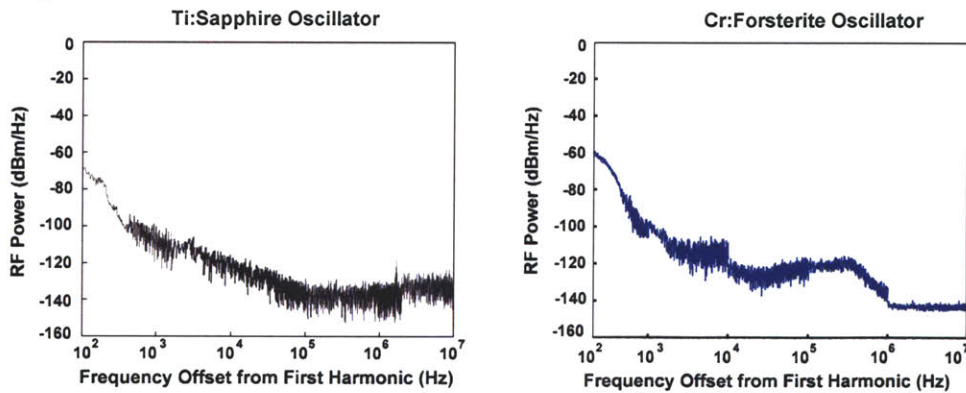 Ti:Sapphire Oscillator
0
-20
-40
-60
-80
-100
-120
-140
-160
RF Power (dBm/Hz)
10^2 10^3 10^4 10^5 10^6 10^7
Frequency Offset from First Harmonic (Hz)
Cr:Forsterite Oscillator
0
-20
-40
-60
-80
-100
-120
-140
-160
RF Power (dBm/Hz)
10^2 10^3 10^4 10^5 10^6 10^7
Frequency Offset from First Harmonic (Hz)